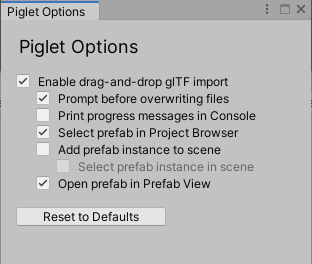 Piglet Options
Piglet Options
Enable drag-and-drop glTF import
Prompt before overwriting files
Print progress messages in Console
Select prefab in Project Browser
Add prefab instance to scene
Select prefab instance in scene
Open prefab in Prefab View
Reset to Defaults